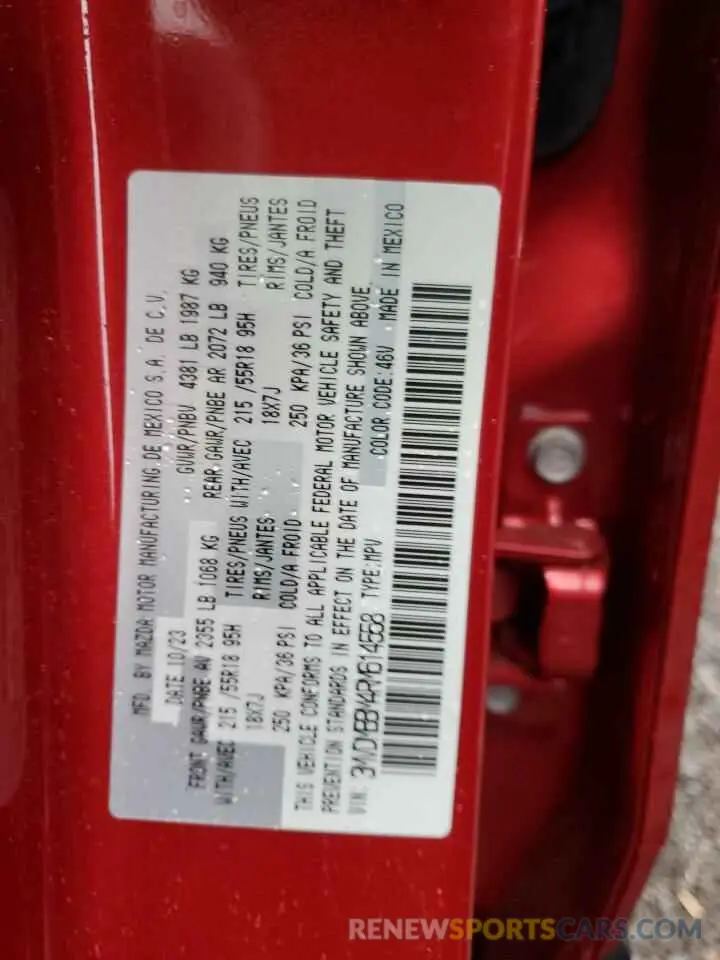 MFD. BY MAZDA MOTOR MANUFACTURING DE MEXICO S.A. DE C.V.
DATE 10/23 GVWR/PNBV 4381 LB 1987 KG
FRONT GAWR/PNBE AV 2355 LB 1068 KG REAR GAWR/PNBE AR 2072 LB 940 KG
WITH/AVEC 215 /55R18 95H TIRES/PNEUS WITH/AVEC 215 /55R18 95H TIRES/PNEUS
18X7J RIMS/JANTES 18X7J RIMS/JANTES
250 KPA/36 PSI COLD/A FROID 250 KPA/36 PSI COLD/A FROID
THIS VEHICLE CONFORMS TO ALL APPLICABLE FEDERAL MOTOR VEHICLE SAFETY AND THEFT
PREVENTION STANDARDS IN EFFECT ON THE DATE OF MANUFACTURE SHOWN ABOVE.
VIN: 3MVDMBBM4RM614558 TYPE:MPV COLOR CODE:46V MADE IN MEXICO
RENEWSPORTSCARS.COM